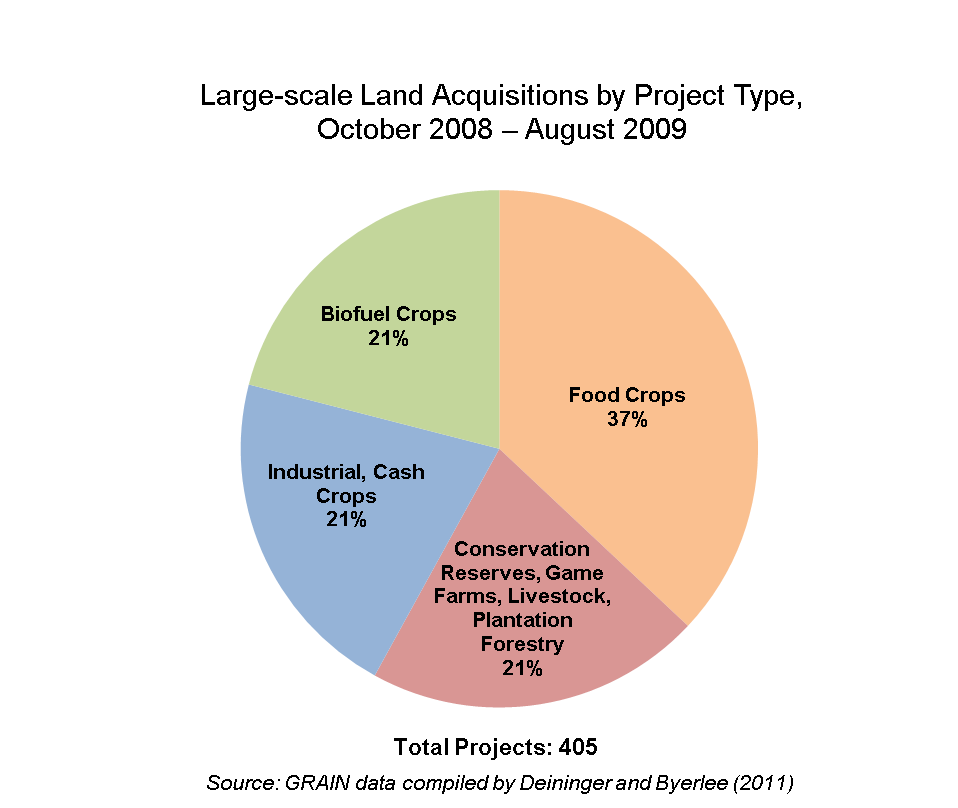 Large-scale Land Acquisitions by Project Type,
October 2008 – August 2009
Biofuel Crops
21%
Food Crops
37%
Industrial, Cash
Crops
21%
Conservation
Reserves, Game
Farms, Livestock,
Plantation
Forestry
21%
Total Projects: 405
Source: GRAIN data compiled by Deininger and Byerlee (2011)